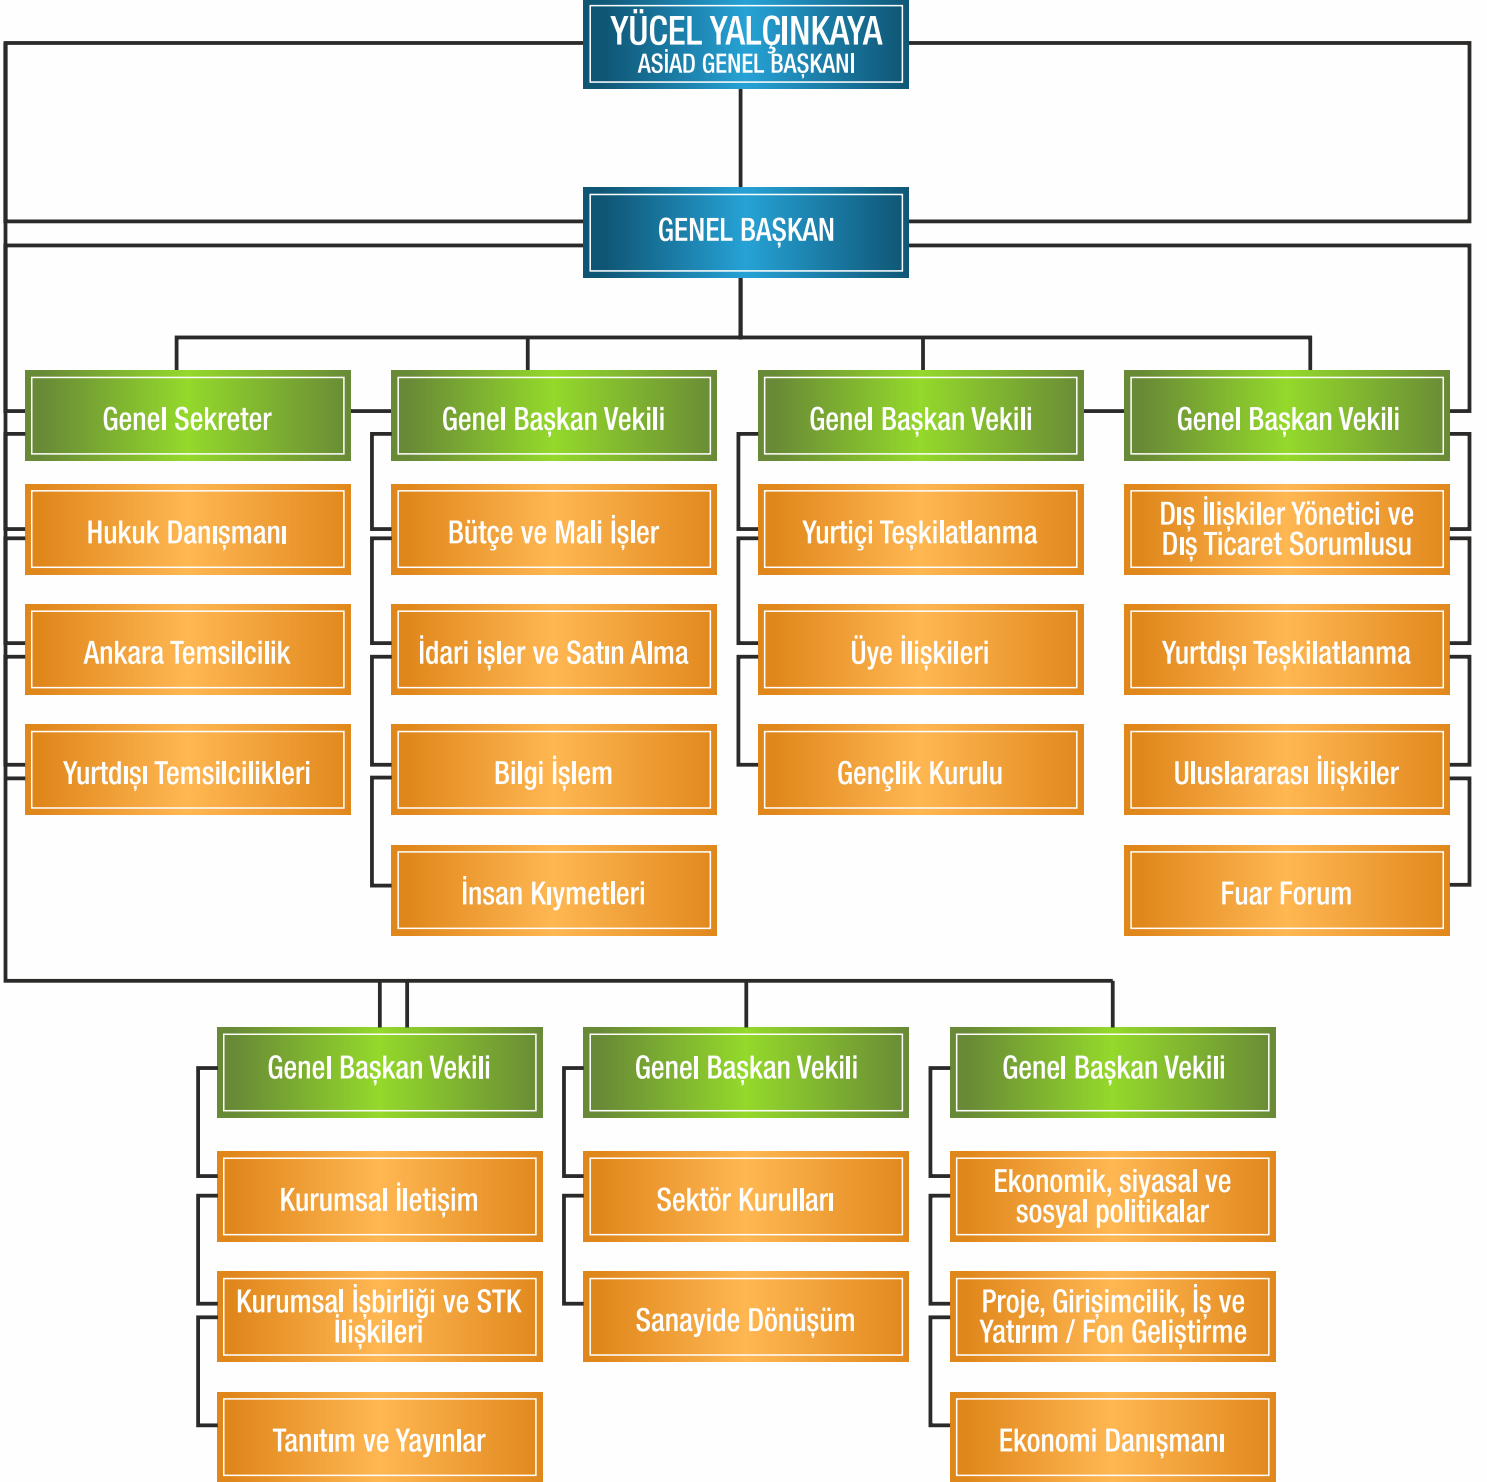 YÜCEL YALÇINKAYA
ASİAD GENEL BAŞKANI
GENEL BAŞKAN
Genel Sekreter
Genel Başkan Vekili
Genel Başkan Vekili
Genel Başkan Vekili
Hukuk Danışmanı
Bütçe ve Mali İşler
Yurtiçi Teşkilatlanma
Dış İlişkiler Yönetici ve
Dış Ticaret Sorumlusu
Ankara Temsilcilik
İdari işler ve Satın Alma
Üye İlişkileri
Yurtdışı Teşkilatlanma
Yurtdışı Temsilcilikleri
Bilgi İşlem
Gençlik Kurulu
Uluslararası İlişkiler
İnsan Kıymetleri
Fuar Forum
Genel Başkan Vekili
Genel Başkan Vekili
Genel Başkan Vekili
Kurumsal İletişim
Sektör Kurulları
Ekonomik, siyasal ve
sosyal politikalar
Kurumsal İşbirliği ve STK
İlişkileri
Sanayide Dönüşüm
Proje, Girişimcilik, İş ve
Yatırım / Fon Geliştirme
Tanıtım ve Yayınlar
Ekonomi Danışmanı